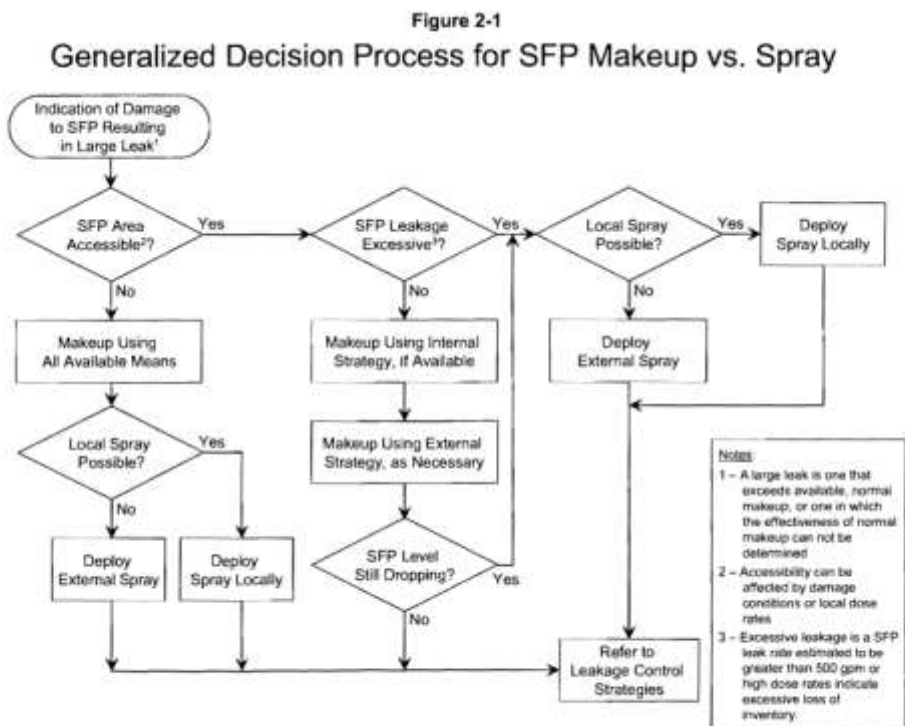 Figure 2-1
Generalized Decision Process for SFP Makeup vs. Spray
Indication of Damage
to SFP Resulting
in Large Leak¹
SFP Area
Accessible²?
Yes
No
SFP Leakage
Excessive³?
Yes
No
Local Spray
Possible?
Yes
No
Deploy
Spray Locally
Makeup Using
All Available Means
Makeup Using Internal
Strategy, if Available
Deploy
External Spray
Local Spray
Possible?
Yes
No
Makeup Using External
Strategy, as Necessary
Deploy
External Spray
Deploy
Spray Locally
SFP Level
Still Dropping?
Yes
No
Refer to
Leakage Control
Strategies
Notes:
1 – A large leak is one that
exceeds available, normal
makeup, or one in which
the effectiveness of normal
makeup can not be
determined
2 – Accessibility can be
affected by damage
conditions or local dose
rates
3 – Excessive leakage is a SFP
leak rate estimated to be
greater than 500 gpm or
high dose rates indicate
excessive loss of
inventory.